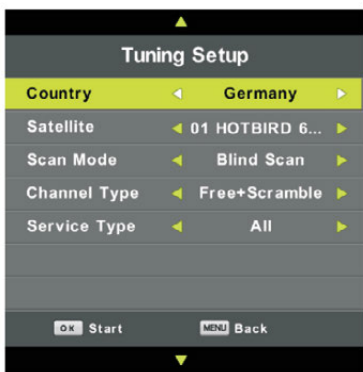 Tuning Setup
Country Germany
Satellite 01 HOTBIRD 6...
Scan Mode Blind Scan
Channel Type Free+Scramble
Service Type All
OK Start MENU Back